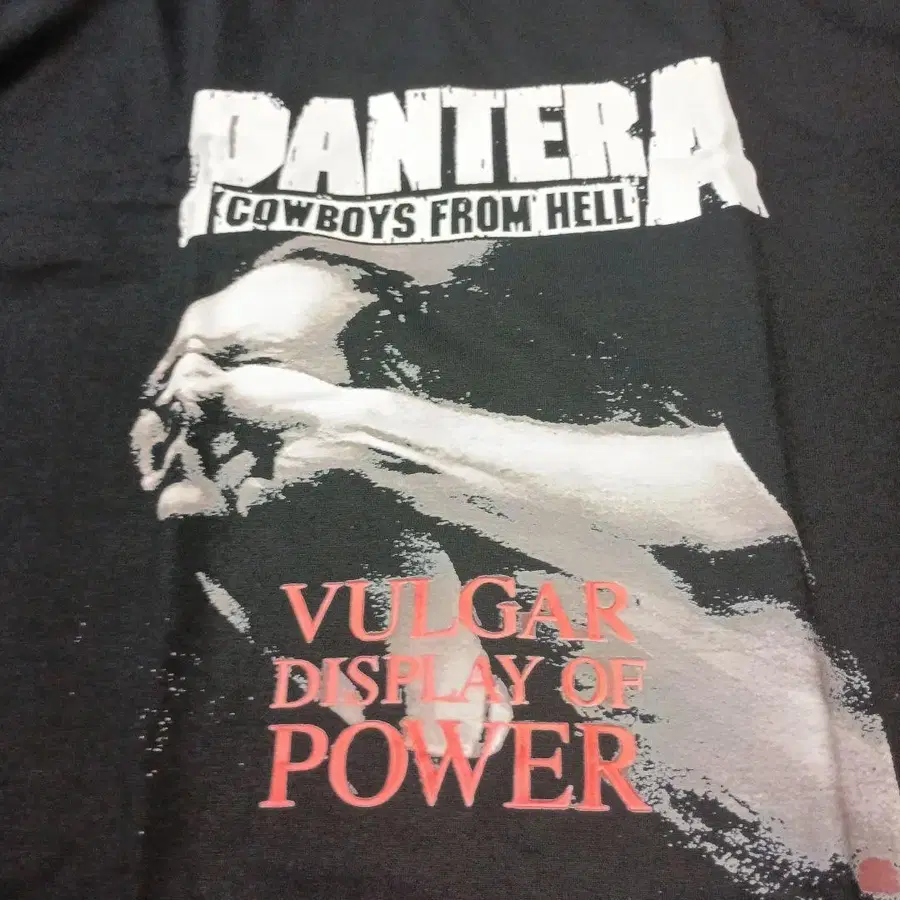 PANTERA
COWBOYS FROM HELL
VULGAR
DISPLAY OF
POWER